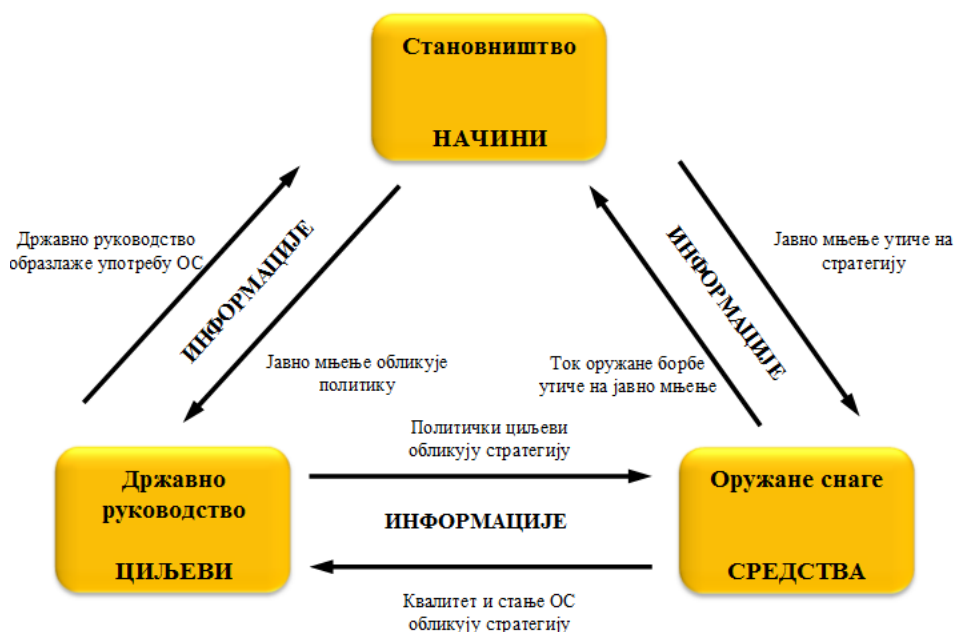 Становништво
НАЧИНИ
Државно руководство
образлаже употребу ОС
ИНФОРМАЦИЈЕ
Јавно мњење обликује
политику
ИНФОРМАЦИЈЕ
Јавно мњење утиче на
стратегију
Ток оружане борбе
утиче на јавно мњење
Политички циљеви
обликују стратегију
Државно
руководство
ЦИЉЕВИ
ИНФОРМАЦИЈЕ
Оружане снаге
СРЕДСТВА
Квалитет и стање ОС
обликују стратегију